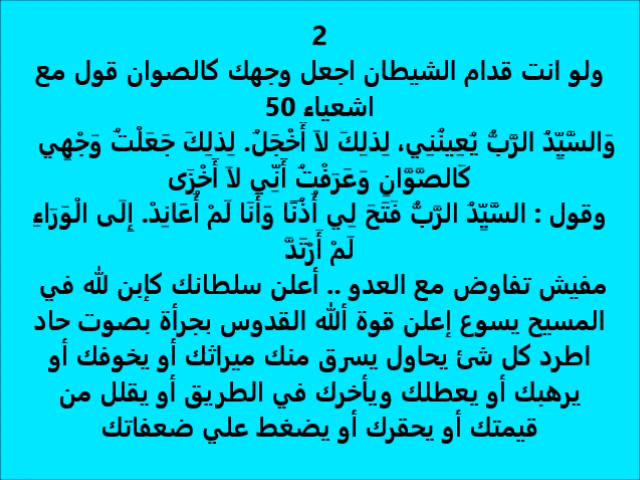 2
ولو انت قدام الشيطان اجعل وجهك كالصوان قول مع
اشعياء 50
وَالسَّيِّدُ الرَّبُّ يُعِينُنِي، لِذلِكَ لاَ أَخْجَلُ. لِذلِكَ جَعَلْتُ وَجْهِي
كَالصَّوَّانِ وَعَرَفْتُ أَنِّي لاَ أَخْزَى
وقول : السَّيِّدُ الرَّبُّ فَتَحَ لِي أُذُنًا وَأَنَا لَمْ أُعَانِدْ. إِلَى الْوَرَاءِ
لَمْ أَرْتَدَّ
مفيش تفاوض مع العدو .. أعلن سلطانك كإبن لله في
المسيح يسوع إعلن قوة ألله القدوس بجرأة بصوت حاد
اطرد كل شئ يحاول يسرق منك ميراثك أو يخوفك أو
يرهبك أو يعطلك ويأخرك في الطريق أو يقلل من
قيمتك أو يحقرك أو يضغط علي ضعفاتك